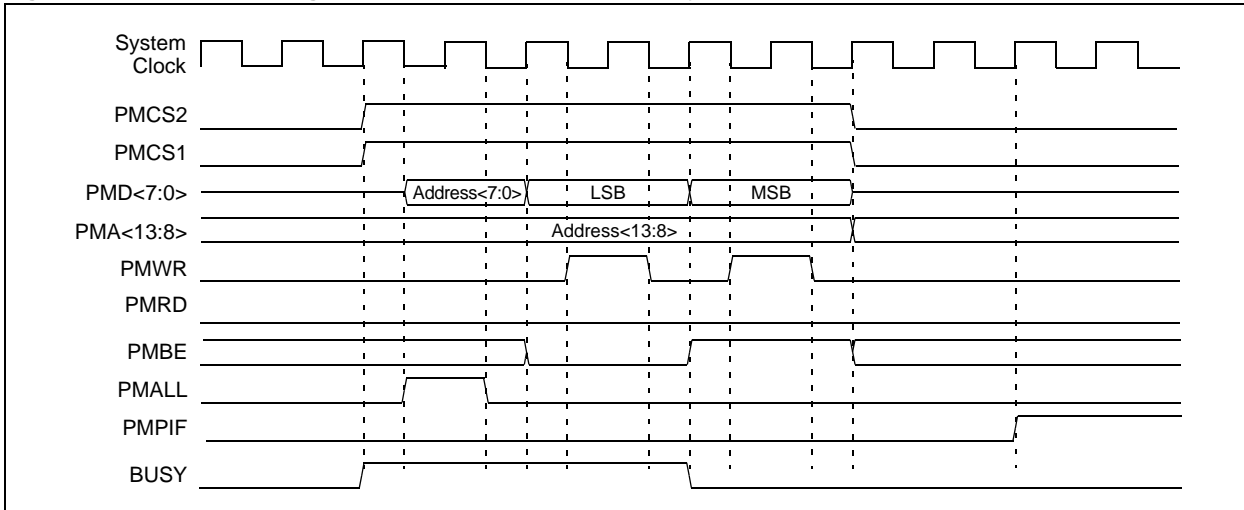 System
Clock
PMCS2
PMCS1
PMD<7:0> Address<7:0> LSB MSB
PMA<13:8> Address<13:8>
PMWR
PMRD
PMBE
PMALL
PMPIF
BUSY